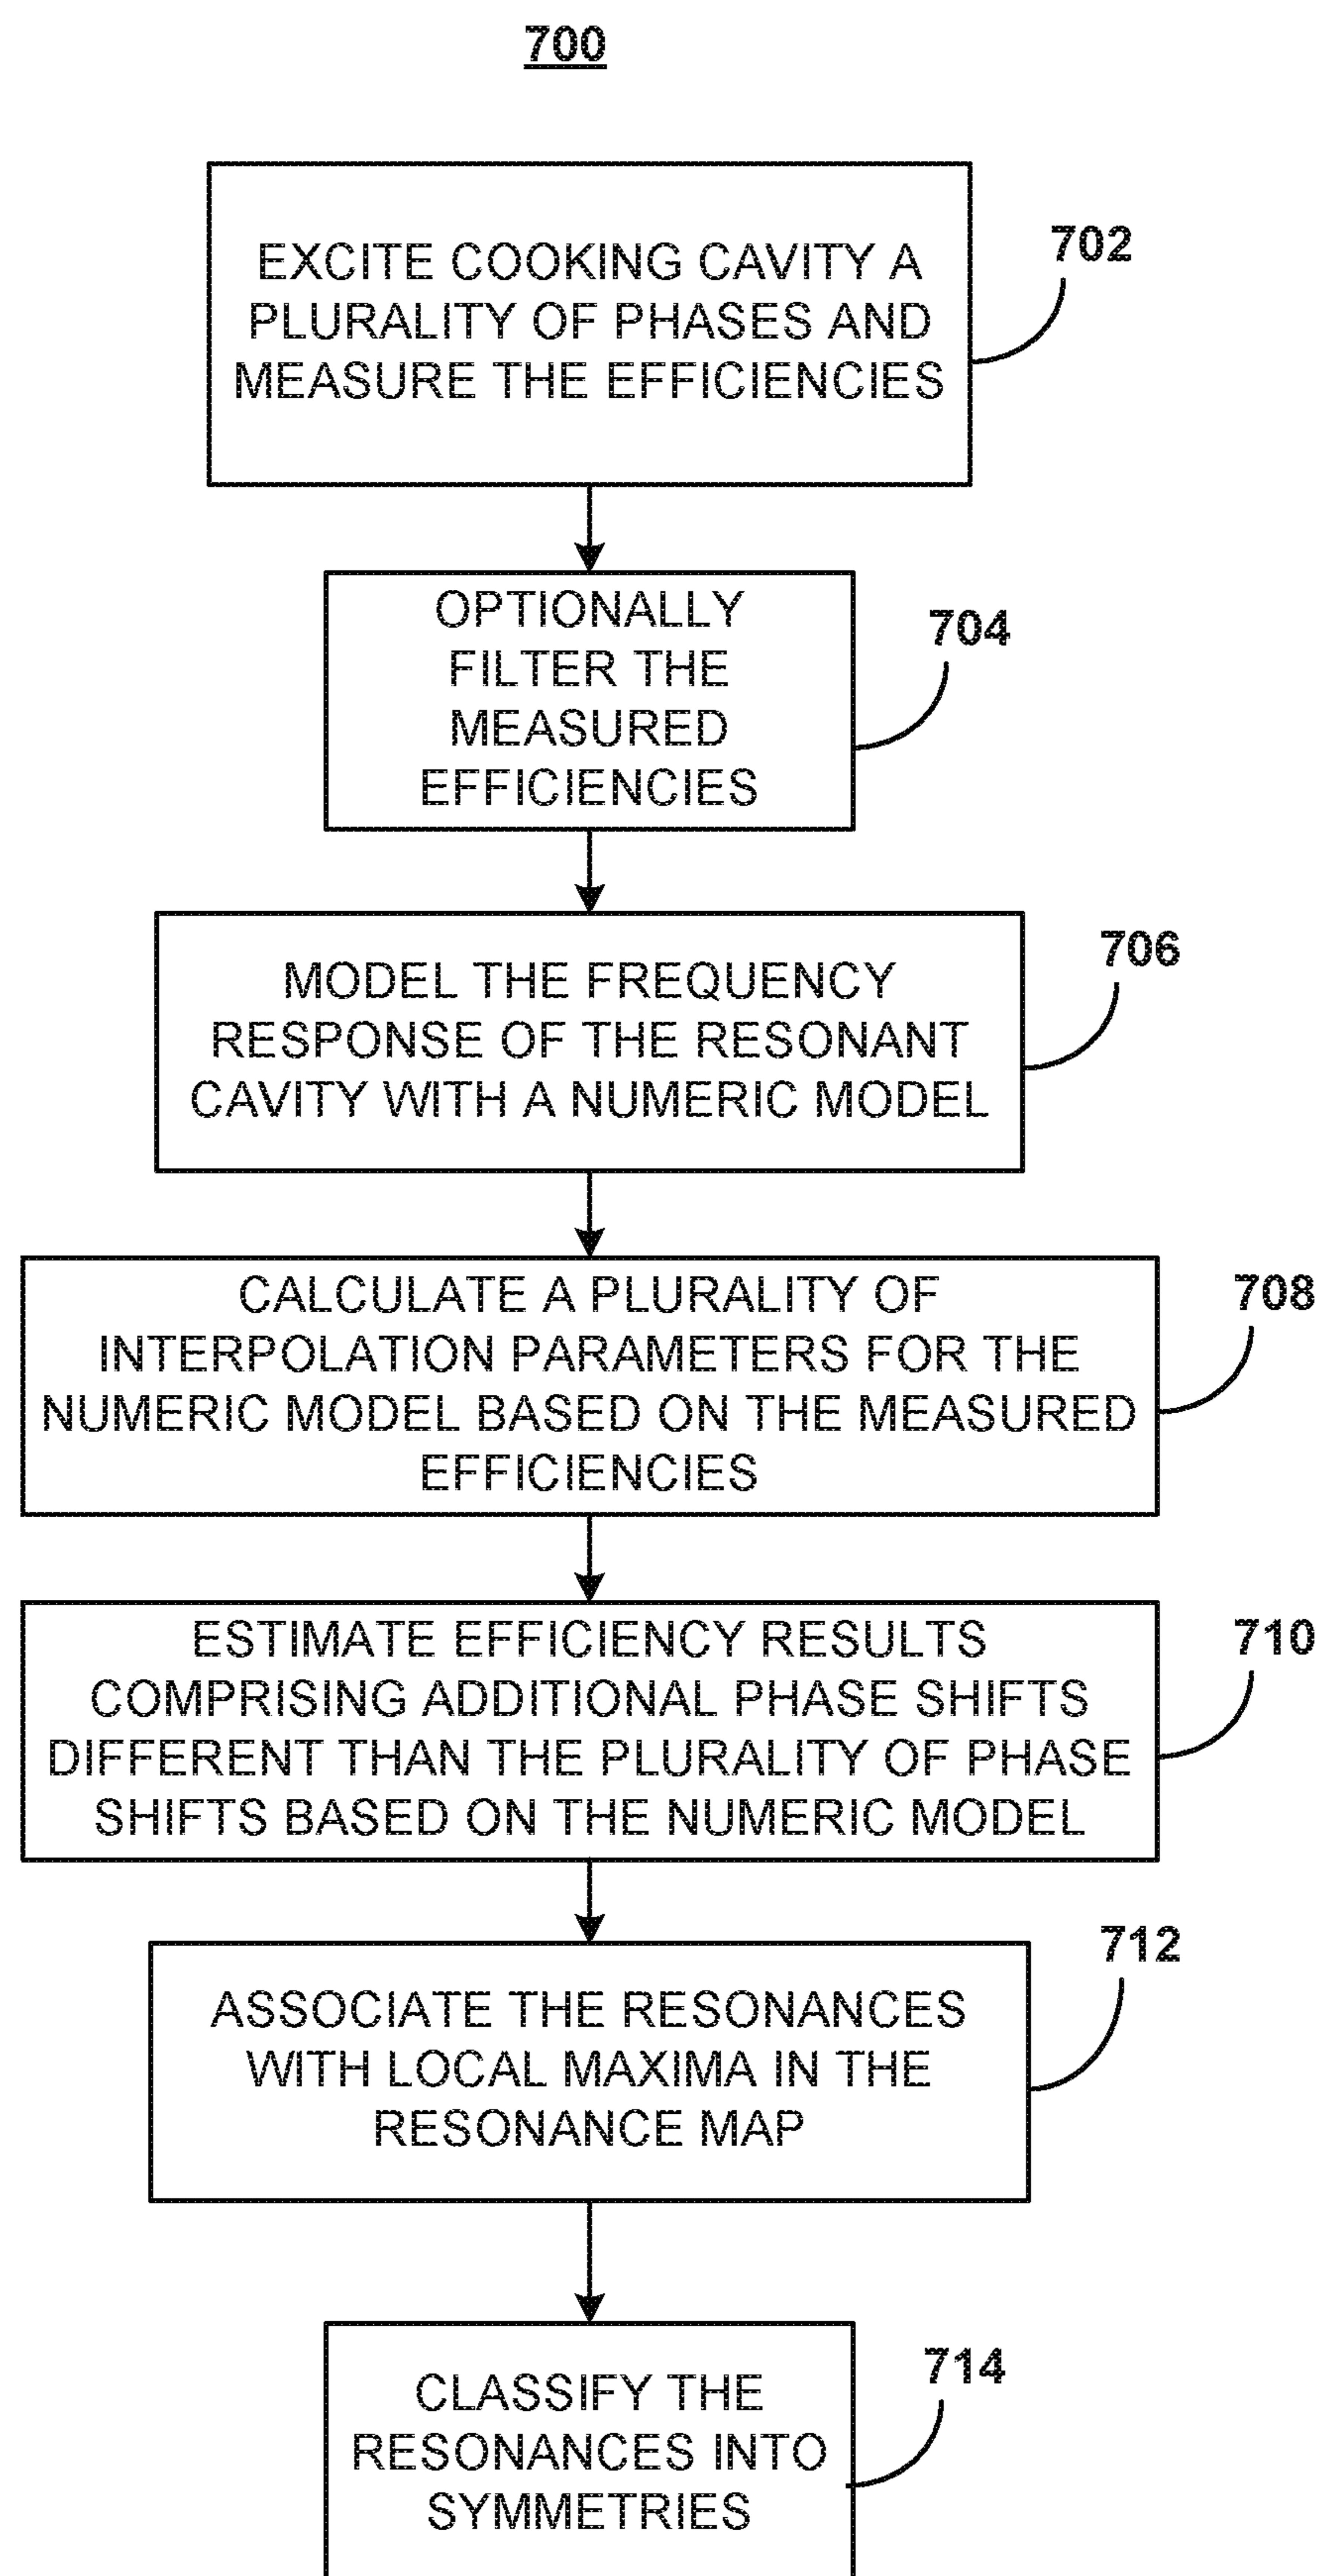 700
EXCITE COOKING CAVITY A
PLURALITY OF PHASES AND
MEASURE THE EFFICIENCIES
702
OPTIONALLY
FILTER THE
MEASURED
EFFICIENCIES
704
MODEL THE FREQUENCY
RESPONSE OF THE RESONANT
CAVITY WITH A NUMERIC MODEL
706
CALCULATE A PLURALITY OF
INTERPOLATION PARAMETERS FOR THE
NUMERIC MODEL BASED ON THE MEASURED
EFFICIENCIES
708
ESTIMATE EFFICIENCY RESULTS
COMPRISING ADDITIONAL PHASE SHIFTS
DIFFERENT THAN THE PLURALITY OF PHASE
SHIFTS BASED ON THE NUMERIC MODEL
710
ASSOCIATE THE RESONANCES
WITH LOCAL MAXIMA IN THE
RESONANCE MAP
712
CLASSIFY THE
RESONANCES INTO
SYMMETRIES
714